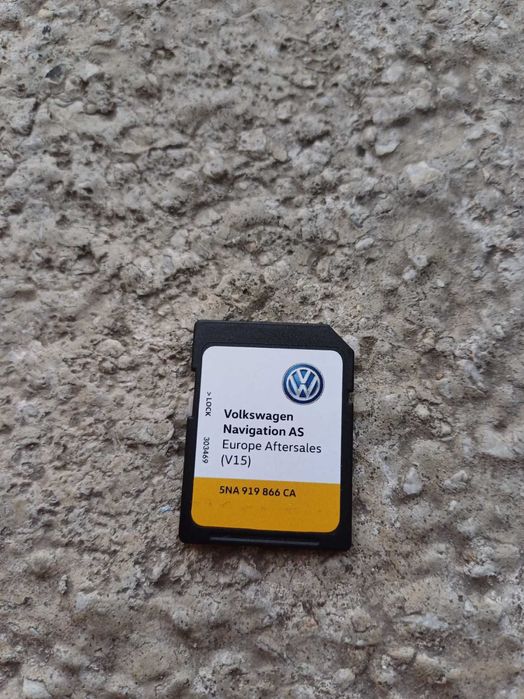 Volkswagen
Navigation AS
Europe Aftersales
(V15)
5NA 919 866 CA
> LOCK
303469